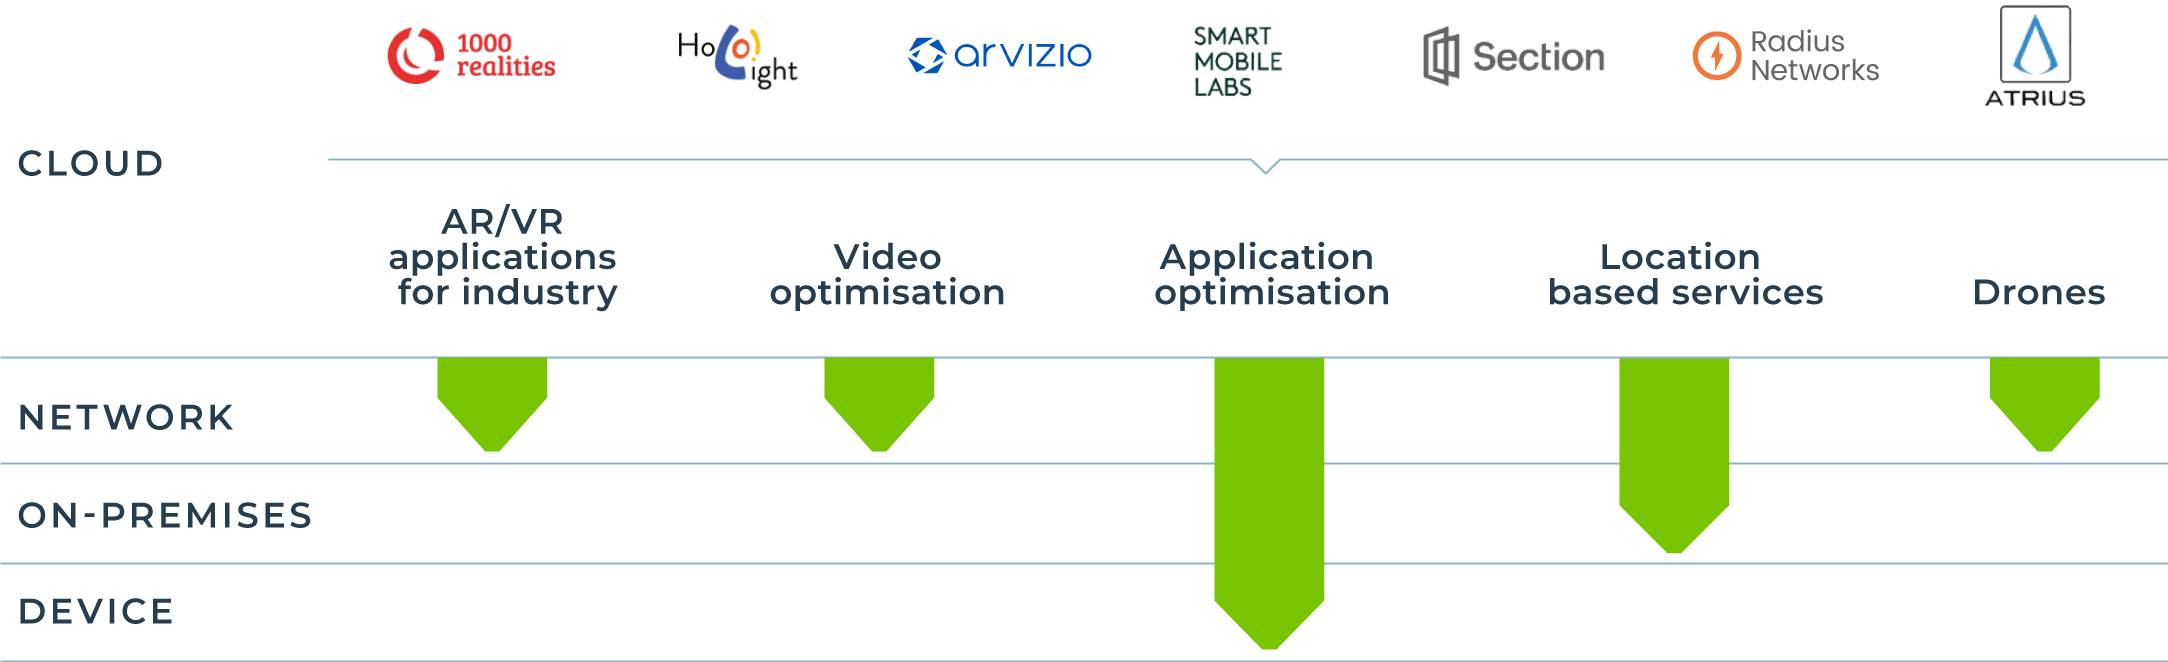 1000
realities
HoloLight
arvizio
SMART
MOBILE
LABS
Section
Radius
Networks
ATRIUS
CLOUD
AR/VR
applications
for industry
Video
optimisation
Application
optimisation
Location
based services
Drones
NETWORK
ON-PREMISES
DEVICE